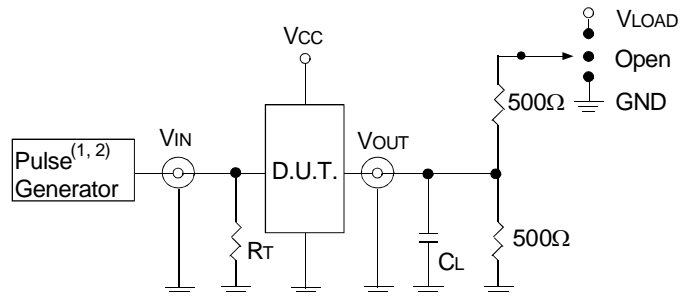 VLOAD
VCC
Open
500Ω
GND
VIN
VOUT
Pulse(1, 2)
Generator
D.U.T.
RT
CL
500Ω